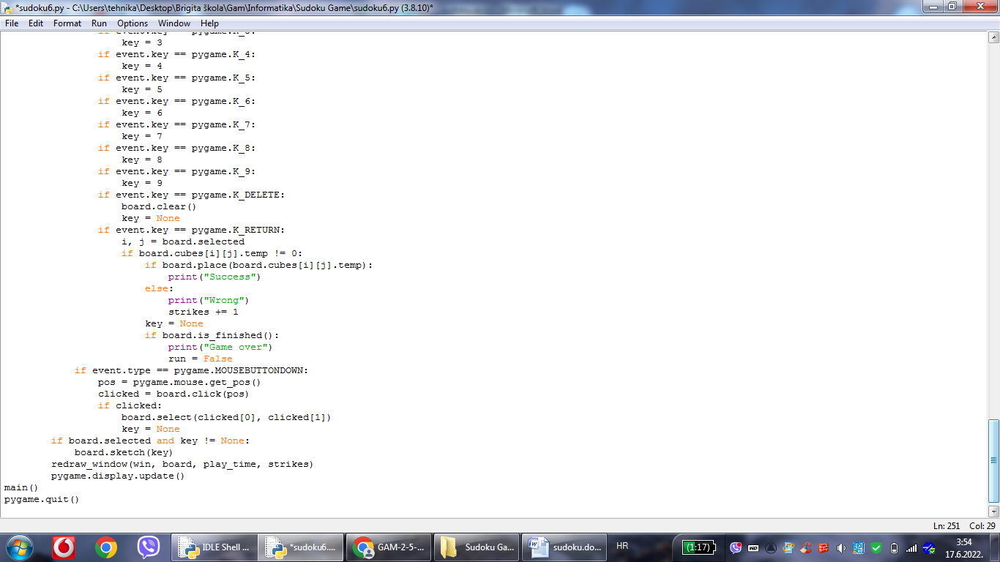 *sudoku6.py - C:\Users\tehnika\Desktop\Brigita škola\Gam\Informatika\Sudoku Game\sudoku6.py (3.8.10)*
File Edit Format Run Options Window Help
                    key = 3
                if event.key == pygame.K_4:
                    key = 4
                if event.key == pygame.K_5:
                    key = 5
                if event.key == pygame.K_6:
                    key = 6
                if event.key == pygame.K_7:
                    key = 7
                if event.key == pygame.K_8:
                    key = 8
                if event.key == pygame.K_9:
                    key = 9
                if event.key == pygame.K_DELETE:
                    board.clear()
                    key = None
                if event.key == pygame.K_RETURN:
                    i, j = board.selected
                    if board.cubes[i][j].temp != 0:
                        if board.place(board.cubes[i][j].temp):
                            print("Success")
                        else:
                            print("Wrong")
                            strikes += 1
                        key = None
                        if board.is_finished():
                            print("Game over")
                            run = False
            if event.type == pygame.MOUSEBUTTONDOWN:
                pos = pygame.mouse.get_pos()
                clicked = board.click(pos)
                if clicked:
                    board.select(clicked[0], clicked[1])
                    key = None
        if board.selected and key != None:
            board.sketch(key)
        redraw_window(win, board, play_time, strikes)
        pygame.display.update()
main()
pygame.quit()
Ln: 251 Col: 29
IDLE Shell ... *sudoku6.... GAM-2-5-... Sudoku Ga... sudoku.do... HR (1:17) 3:54
17.6.2022.